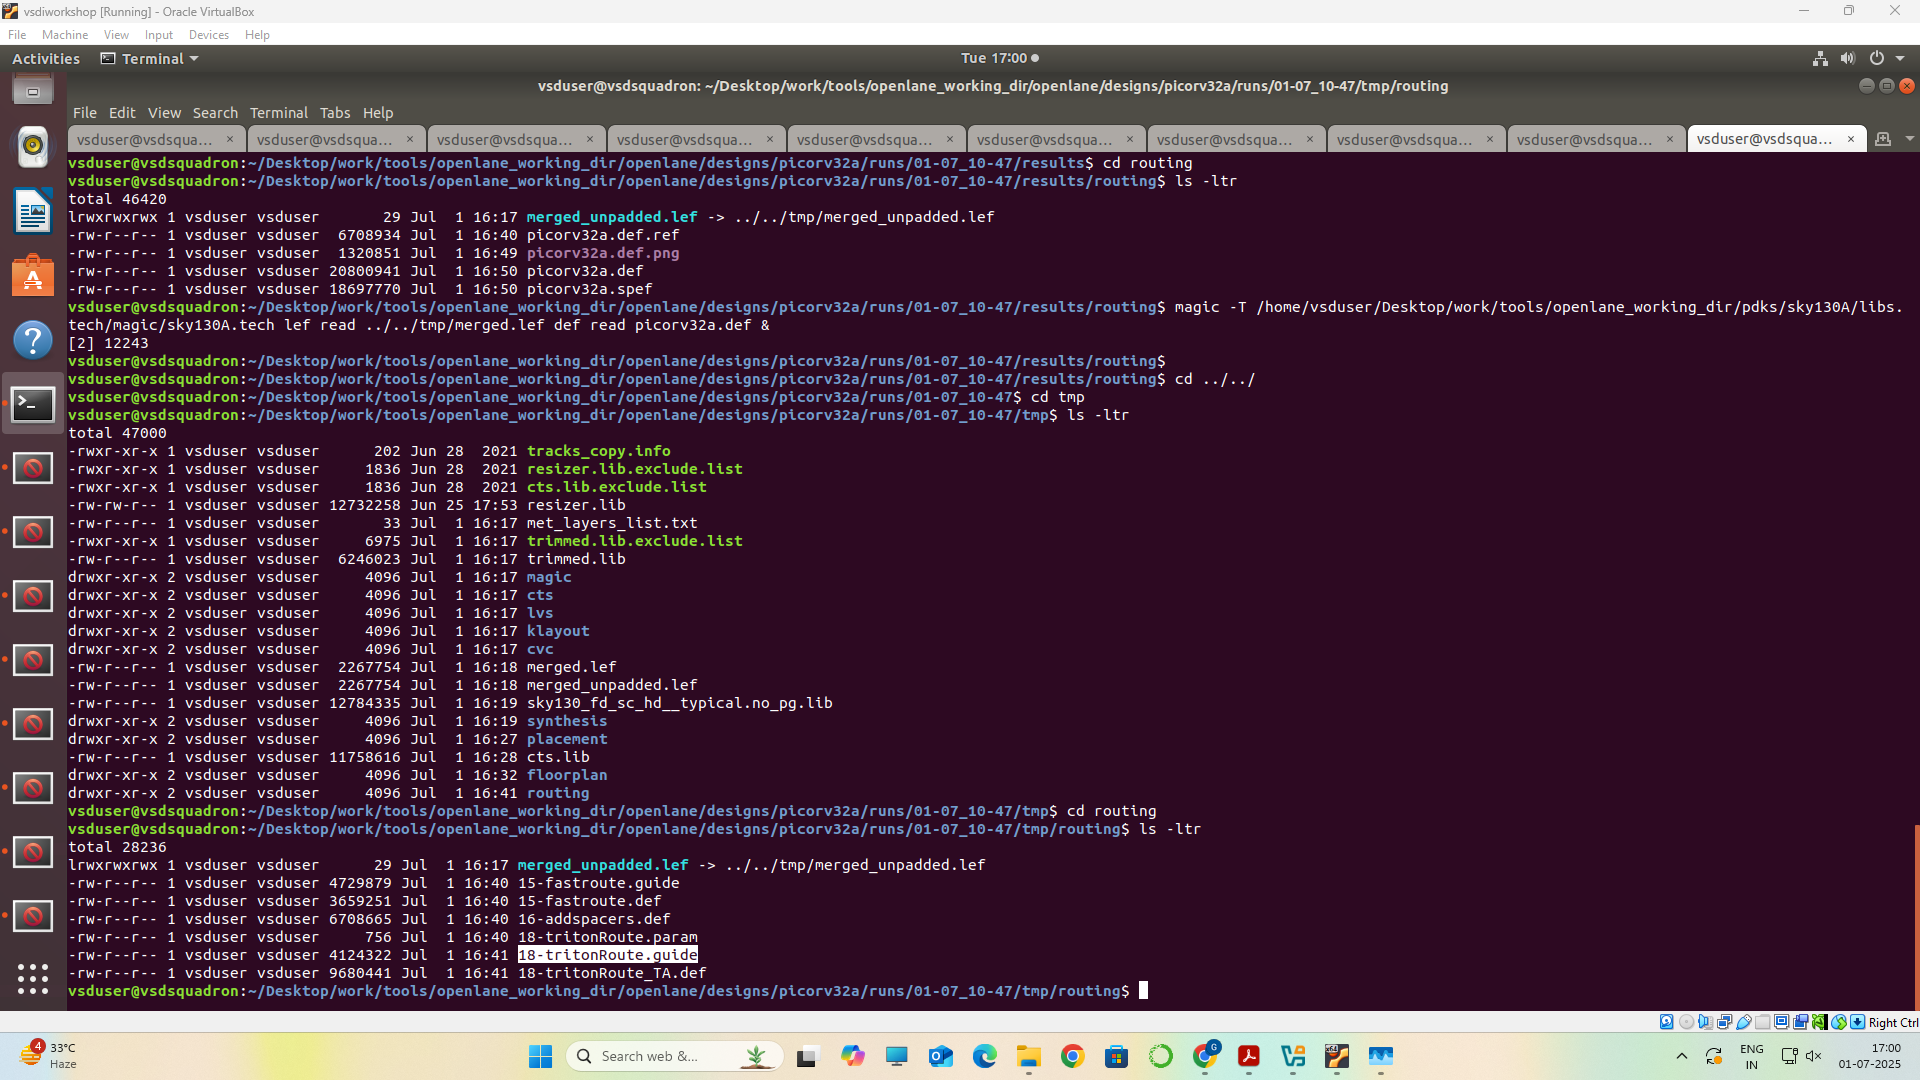 vsdiworkshop [Running] - Oracle VirtualBox
File Machine View Input Devices Help
Activities Terminal Tue 17:00
vsduser@vsdsquadron: ~/Desktop/work/tools/openlane_working_dir/openlane/designs/picorv32a/runs/01-07_10-47/tmp/routing
File Edit View Search Terminal Tabs Help
vsduser@vsdsqua... × vsduser@vsdsqua... × vsduser@vsdsqua... × vsduser@vsdsqua... × vsduser@vsdsqua... × vsduser@vsdsqua... × vsduser@vsdsqua... × vsduser@vsdsqua... × vsduser@vsdsqua... × vsduser@vsdsqua... ×
vsduser@vsdsquadron:~/Desktop/work/tools/openlane_working_dir/openlane/designs/picorv32a/runs/01-07_10-47/results$ cd routing
vsduser@vsdsquadron:~/Desktop/work/tools/openlane_working_dir/openlane/designs/picorv32a/runs/01-07_10-47/results/routing$ ls -ltr
total 46420
lrwxrwxrwx 1 vsduser vsduser       29 Jul  1 16:17 merged_unpadded.lef -> ../../tmp/merged_unpadded.lef
-rw-r--r-- 1 vsduser vsduser  6708934 Jul  1 16:40 picorv32a.def.ref
-rw-r--r-- 1 vsduser vsduser  1320851 Jul  1 16:49 picorv32a.def.png
-rw-r--r-- 1 vsduser vsduser 20800941 Jul  1 16:50 picorv32a.def
-rw-r--r-- 1 vsduser vsduser 18697770 Jul  1 16:50 picorv32a.spef
vsduser@vsdsquadron:~/Desktop/work/tools/openlane_working_dir/openlane/designs/picorv32a/runs/01-07_10-47/results/routing$ magic -T /home/vsduser/Desktop/work/tools/openlane_working_dir/pdks/sky130A/libs.
tech/magic/sky130A.tech lef read ../../tmp/merged.lef def read picorv32a.def &
[2] 12243
vsduser@vsdsquadron:~/Desktop/work/tools/openlane_working_dir/openlane/designs/picorv32a/runs/01-07_10-47/results/routing$
vsduser@vsdsquadron:~/Desktop/work/tools/openlane_working_dir/openlane/designs/picorv32a/runs/01-07_10-47/results/routing$ cd ../../
vsduser@vsdsquadron:~/Desktop/work/tools/openlane_working_dir/openlane/designs/picorv32a/runs/01-07_10-47$ cd tmp
vsduser@vsdsquadron:~/Desktop/work/tools/openlane_working_dir/openlane/designs/picorv32a/runs/01-07_10-47/tmp$ ls -ltr
total 47000
-rwxr-xr-x 1 vsduser vsduser      202 Jun 28  2021 tracks_copy.info
-rwxr-xr-x 1 vsduser vsduser     1836 Jun 28  2021 resizer.lib.exclude.list
-rwxr-xr-x 1 vsduser vsduser     1836 Jun 28  2021 cts.lib.exclude.list
-rw-rw-r-- 1 vsduser vsduser 12732258 Jun 25 17:53 resizer.lib
-rw-r--r-- 1 vsduser vsduser       33 Jul  1 16:17 met_layers_list.txt
-rwxr-xr-x 1 vsduser vsduser     6975 Jul  1 16:17 trimmed.lib.exclude.list
-rw-r--r-- 1 vsduser vsduser  6246023 Jul  1 16:17 trimmed.lib
drwxr-xr-x 2 vsduser vsduser     4096 Jul  1 16:17 magic
drwxr-xr-x 2 vsduser vsduser     4096 Jul  1 16:17 cts
drwxr-xr-x 2 vsduser vsduser     4096 Jul  1 16:17 lvs
drwxr-xr-x 2 vsduser vsduser     4096 Jul  1 16:17 klayout
drwxr-xr-x 2 vsduser vsduser     4096 Jul  1 16:17 cvc
-rw-r--r-- 1 vsduser vsduser  2267754 Jul  1 16:18 merged.lef
-rw-r--r-- 1 vsduser vsduser  2267754 Jul  1 16:18 merged_unpadded.lef
-rw-r--r-- 1 vsduser vsduser 12784335 Jul  1 16:19 sky130_fd_sc_hd__typical.no_pg.lib
drwxr-xr-x 2 vsduser vsduser     4096 Jul  1 16:19 synthesis
drwxr-xr-x 2 vsduser vsduser     4096 Jul  1 16:27 placement
-rw-r--r-- 1 vsduser vsduser 11758616 Jul  1 16:28 cts.lib
drwxr-xr-x 2 vsduser vsduser     4096 Jul  1 16:32 floorplan
drwxr-xr-x 2 vsduser vsduser     4096 Jul  1 16:41 routing
vsduser@vsdsquadron:~/Desktop/work/tools/openlane_working_dir/openlane/designs/picorv32a/runs/01-07_10-47/tmp$ cd routing
vsduser@vsdsquadron:~/Desktop/work/tools/openlane_working_dir/openlane/designs/picorv32a/runs/01-07_10-47/tmp/routing$ ls -ltr
total 28236
lrwxrwxrwx 1 vsduser vsduser      29 Jul  1 16:17 merged_unpadded.lef -> ../../tmp/merged_unpadded.lef
-rw-r--r-- 1 vsduser vsduser 4729879 Jul  1 16:40 15-fastroute.guide
-rw-r--r-- 1 vsduser vsduser 3659251 Jul  1 16:40 15-fastroute.def
-rw-r--r-- 1 vsduser vsduser 6708665 Jul  1 16:40 16-addspacers.def
-rw-r--r-- 1 vsduser vsduser     756 Jul  1 16:40 18-tritonRoute.param
-rw-r--r-- 1 vsduser vsduser 4124322 Jul  1 16:41 18-tritonRoute.guide
-rw-r--r-- 1 vsduser vsduser 9680441 Jul  1 16:41 18-tritonRoute_TA.def
vsduser@vsdsquadron:~/Desktop/work/tools/openlane_working_dir/openlane/designs/picorv32a/runs/01-07_10-47/tmp/routing$
Right Ctrl
4
33°C
Haze
Search web &...
G
ENG
IN
17:00
01-07-2025